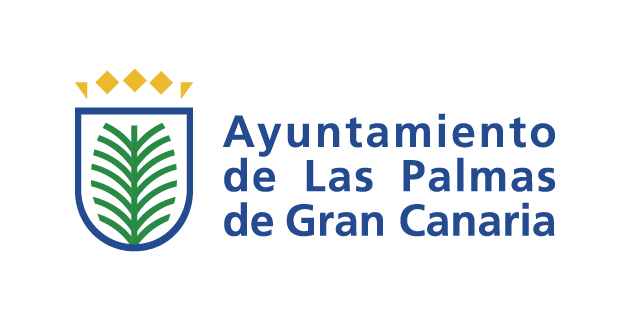 Ayuntamiento
de Las Palmas
de Gran Canaria